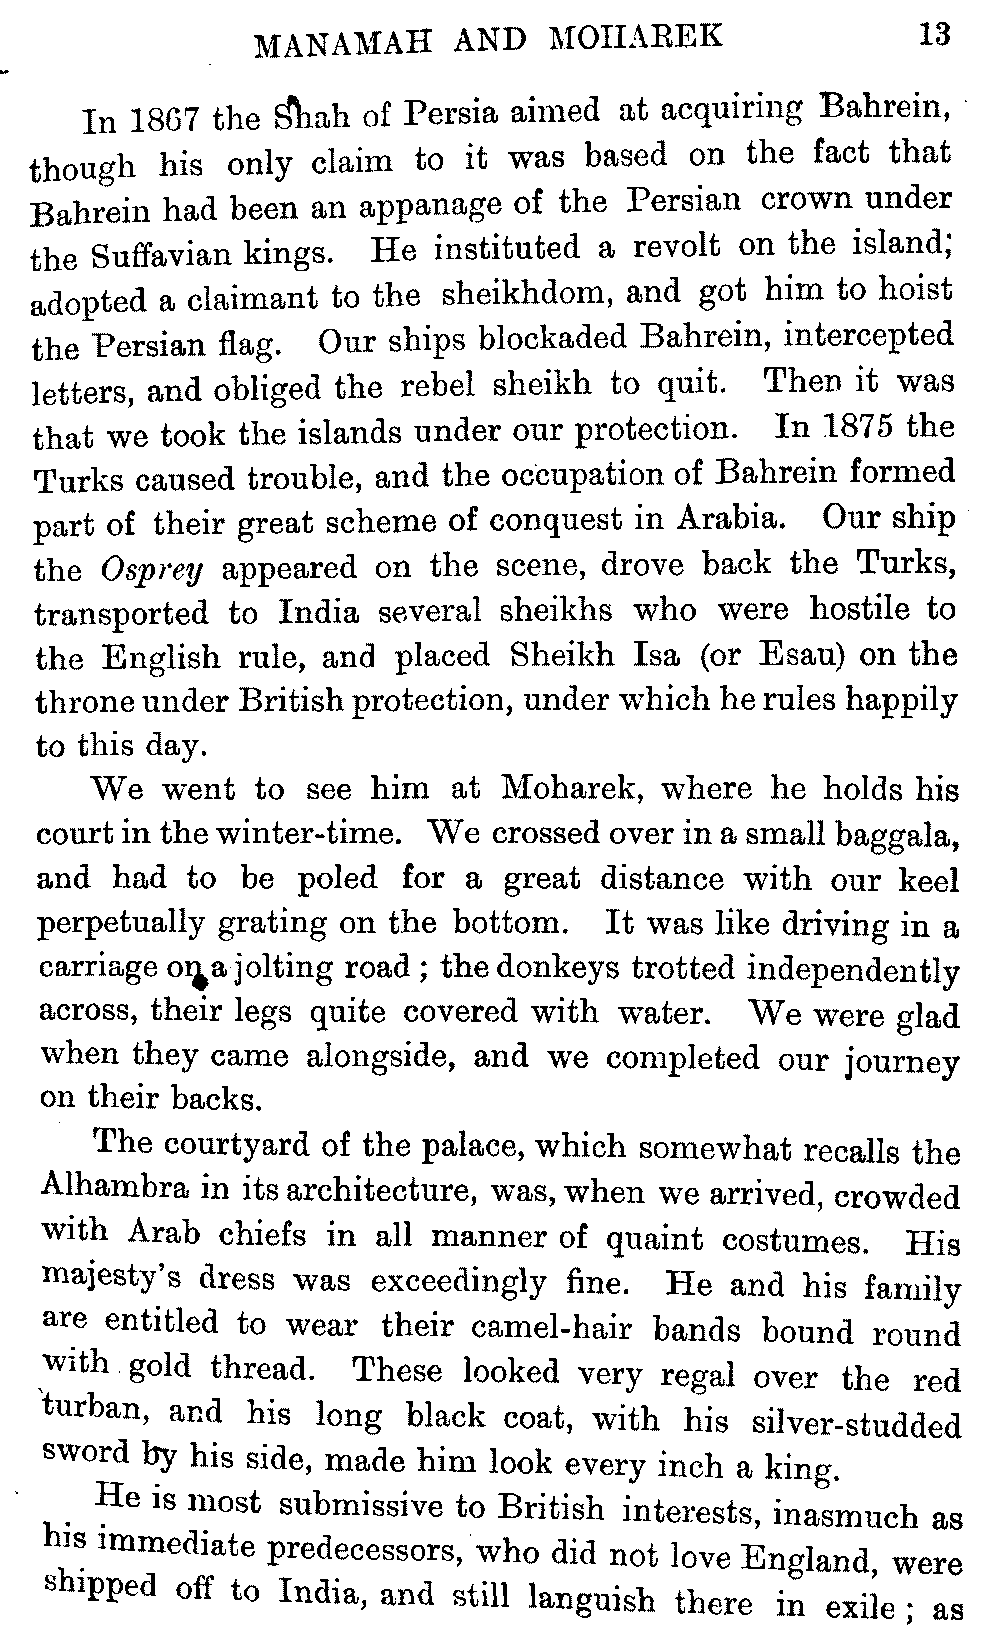 MANAMAH AND MOHAREK 13
In 1867 the Shah of Persia aimed at acquiring Bahrein,
though his only claim to it was based on the fact that
Bahrein had been an appanage of the Persian crown under
the Suffavian kings. He instituted a revolt on the island;
adopted a claimant to the sheikhdom, and got him to hoist
the Persian flag. Our ships blockaded Bahrein, intercepted
letters, and obliged the rebel sheikh to quit. Then it was
that we took the islands under our protection. In 1875 the
Turks caused trouble, and the occupation of Bahrein formed
part of their great scheme of conquest in Arabia. Our ship
the Osprey appeared on the scene, drove back the Turks,
transported to India several sheikhs who were hostile to
the English rule, and placed Sheikh Isa (or Esau) on the
throne under British protection, under which he rules happily
to this day.
We went to see him at Moharek, where he holds his
court in the winter-time. We crossed over in a small baggala,
and had to be poled for a great distance with our keel
perpetually grating on the bottom. It was like driving in a
carriage on a jolting road ; the donkeys trotted independently
across, their legs quite covered with water. We were glad
when they came alongside, and we completed our journey
on their backs.
The courtyard of the palace, which somewhat recalls the
Alhambra in its architecture, was, when we arrived, crowded
with Arab chiefs in all manner of quaint costumes. His
majesty's dress was exceedingly fine. He and his family
are entitled to wear their camel-hair bands bound round
with gold thread. These looked very regal over the red
turban, and his long black coat, with his silver-studded
sword by his side, made him look every inch a king.
He is most submissive to British interests, inasmuch as
his immediate predecessors, who did not love England, were
shipped off to India, and still languish there in exile ; as